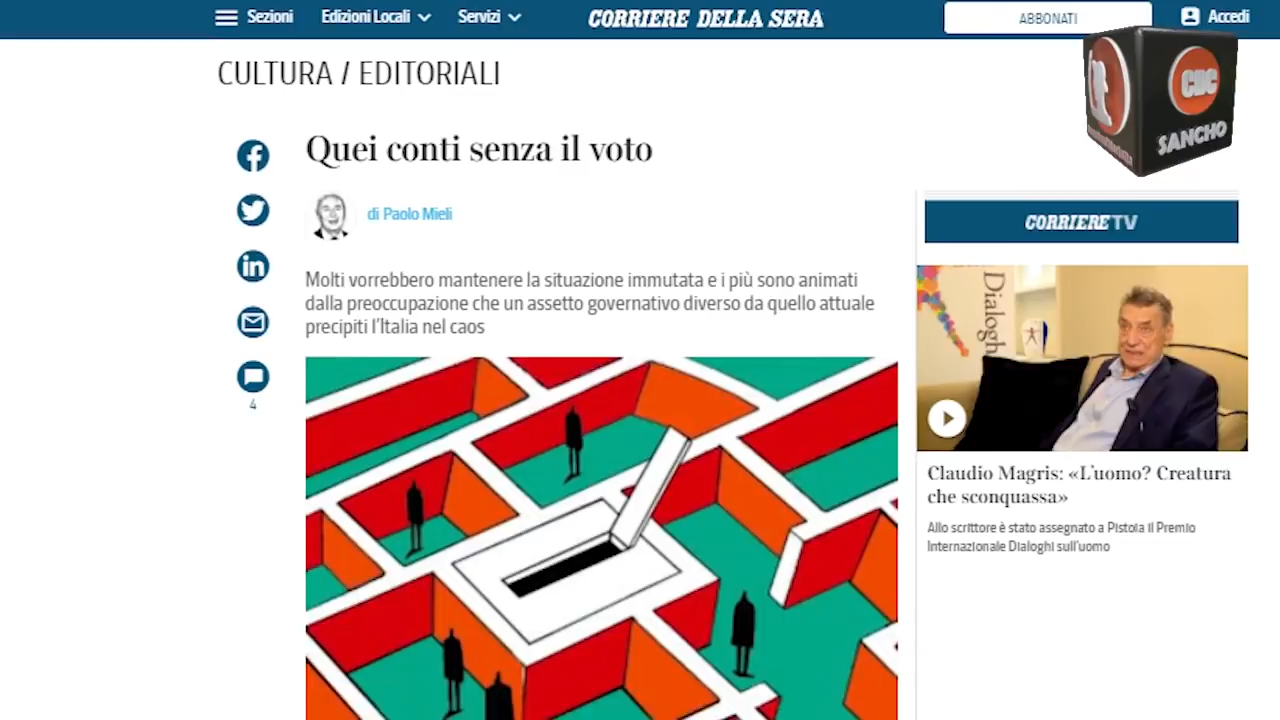 Sezioni
Edizioni Locali
Servizi
CORRIERE DELLA SERA
ABBONATI
Accedi
CULTURA / EDITORIALI
CDC
SANCHO
Quei conti senza il voto
di Paolo Mieli
CORRIERE TV
Molti vorrebbero mantenere la situazione immutata e i più sono animati
dalla preoccupazione che un assetto governativo diverso da quello attuale
precipiti l'Italia nel caos
4
Dialogh
Claudio Magris: «L'uomo? Creatura
che sconquassa»
Allo scrittore è stato assegnato a Pistoia il Premio
Internazionale Dialoghi sull'uomo